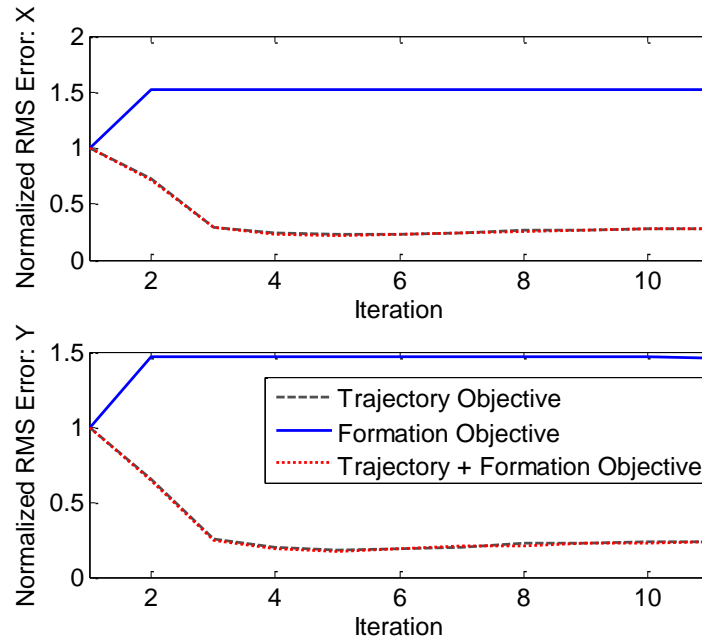 Normalized RMS Error: X
2
1.5
1
0.5
0
2 4 6 8 10
Iteration
Normalized RMS Error: Y
1.5
1
0.5
0
Trajectory Objective
Formation Objective
Trajectory + Formation Objective
2 4 6 8 10
Iteration